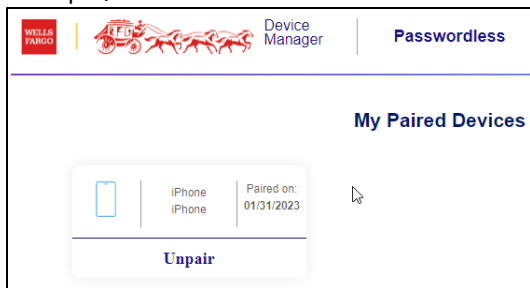 WELLS
FARGO
Device
Manager
Passwordless
My Paired Devices
iPhone
iPhone
Paired on:
01/31/2023
Unpair